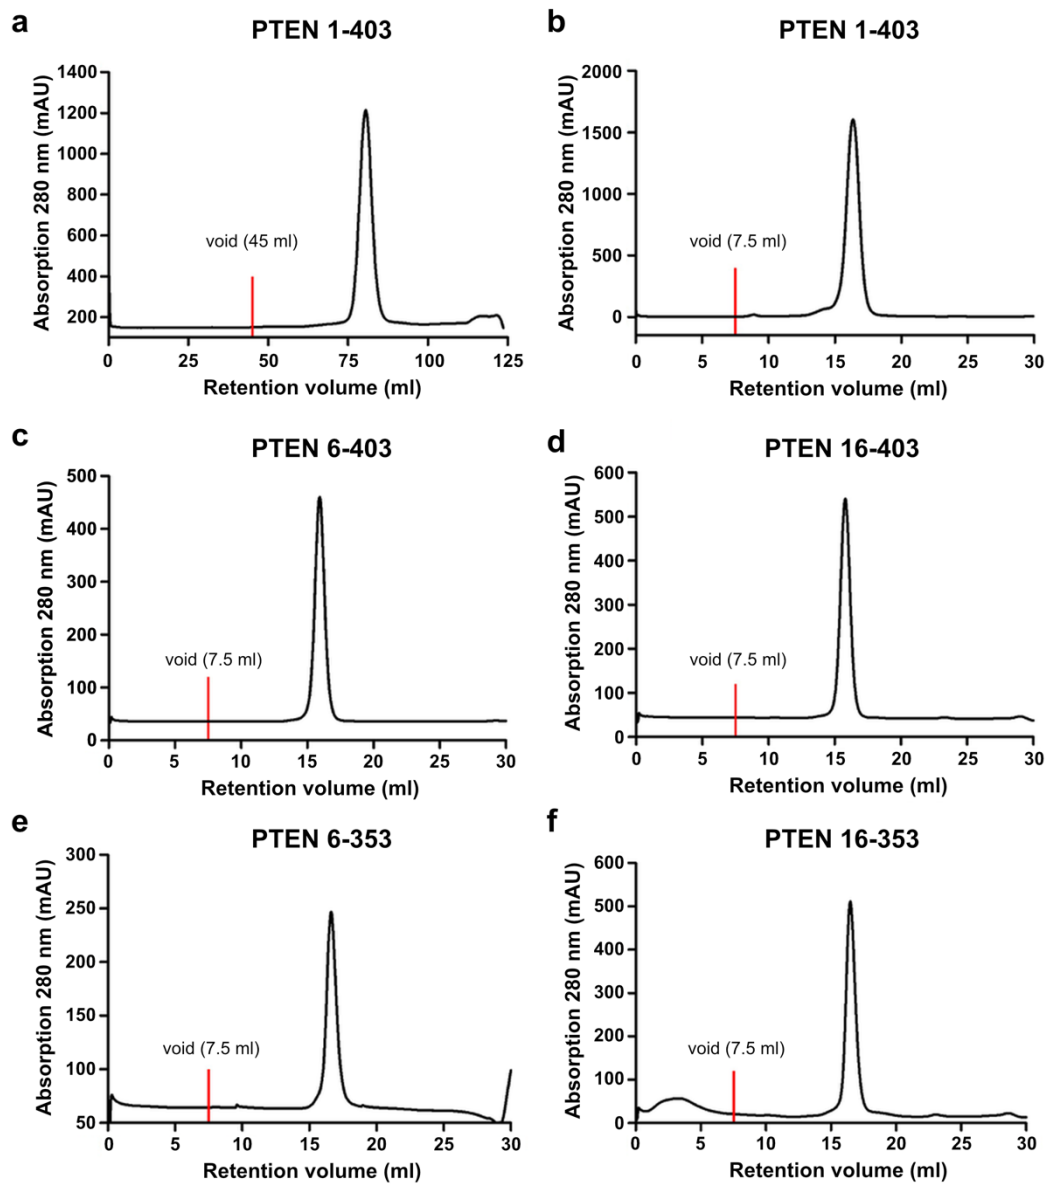 a
PTEN 1-403
Absorption 280 nm (mAU)
1400
1200
1000
800
600
400
200
void (45 ml)
0 25 50 75 100 125
Retention volume (ml)
b
PTEN 1-403
Absorption 280 nm (mAU)
2000
1500
1000
500
0
void (7.5 ml)
0 5 10 15 20 25 30
Retention volume (ml)
c
PTEN 6-403
Absorption 280 nm (mAU)
500
400
300
200
100
0
void (7.5 ml)
0 5 10 15 20 25 30
Retention volume (ml)
d
PTEN 16-403
Absorption 280 nm (mAU)
600
500
400
300
200
100
0
void (7.5 ml)
0 5 10 15 20 25 30
Retention volume (ml)
e
PTEN 6-353
Absorption 280 nm (mAU)
300
250
200
150
100
50
void (7.5 ml)
0 5 10 15 20 25 30
Retention volume (ml)
f
PTEN 16-353
Absorption 280 nm (mAU)
600
500
400
300
200
100
0
void (7.5 ml)
0 5 10 15 20 25 30
Retention volume (ml)